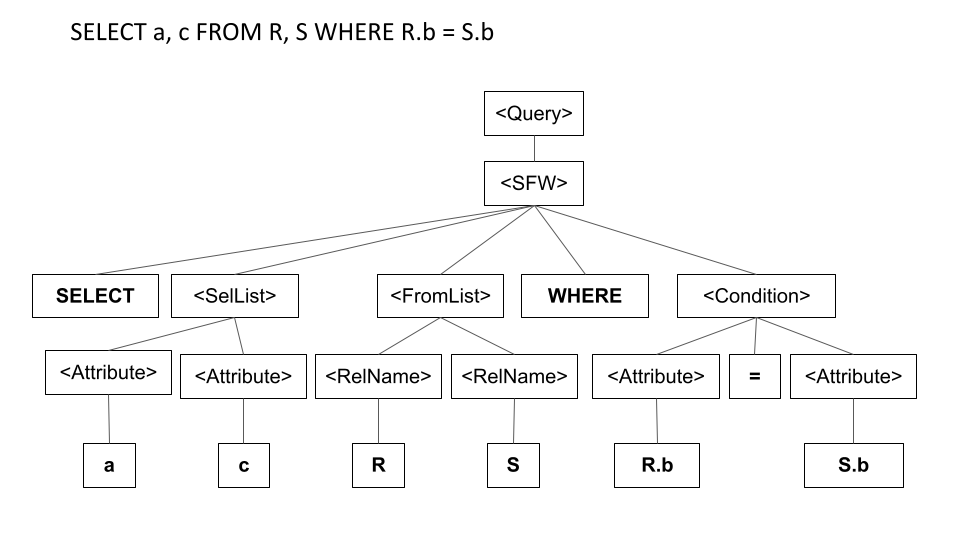 SELECT a, c FROM R, S WHERE R.b = S.b
<Query>
<SFW>
SELECT <SelList> <FromList> WHERE <Condition>
<Attribute> <Attribute> <RelName> <RelName> <Attribute> = <Attribute>
a c R S R.b S.b